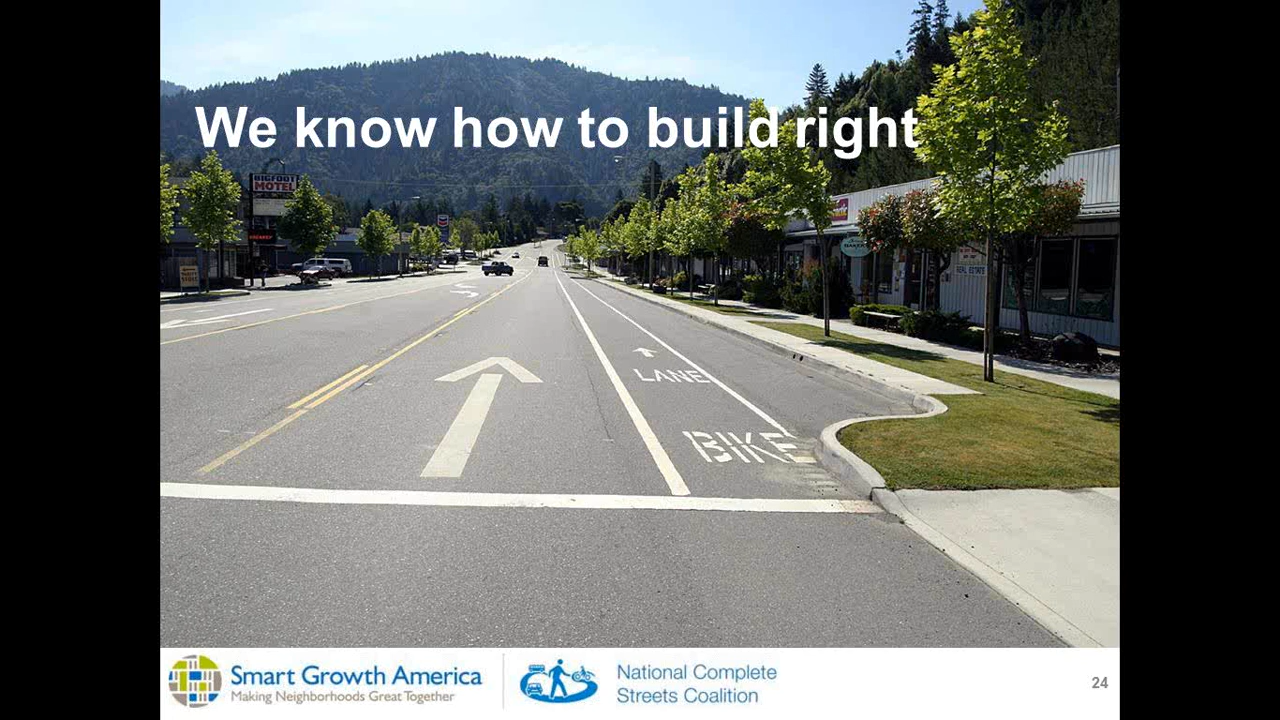 We know how to build right
BIGFOOT
MOTEL
LANE
BIKE
REAL ESTATE
Smart Growth America
Making Neighborhoods Great Together
National Complete
Streets Coalition
24